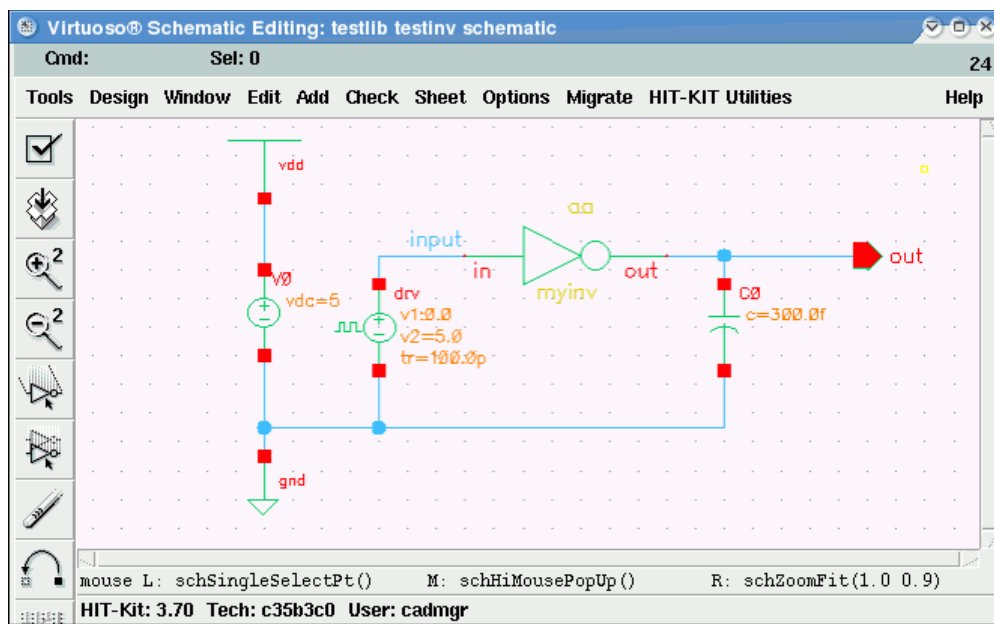 Virtuoso® Schematic Editing: testlib testinv schematic
Cmd: Sel: 0
24
Tools Design Window Edit Add Check Sheet Options Migrate HIT-KIT Utilities Help
vdd
aa
input
in
out
out
myinv
V0
vdc=5
drv
v1:0.0
v2=5.0
tr=100.0p
C0
c=300.0f
gnd
2
2
mouse L: schSingleSelectPt() M: schHiMousePopUp() R: schZoomFit(1.0 0.9)
HIT-Kit: 3.70 Tech: c35b3c0 User: cadmgr